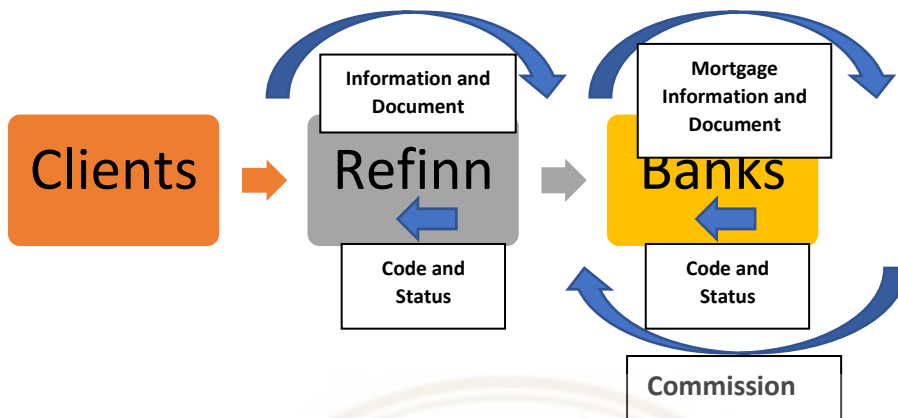 Information and
Document
Mortgage
Information and
Document
Clients
Refinn
Banks
Code and
Status
Code and
Status
Commission